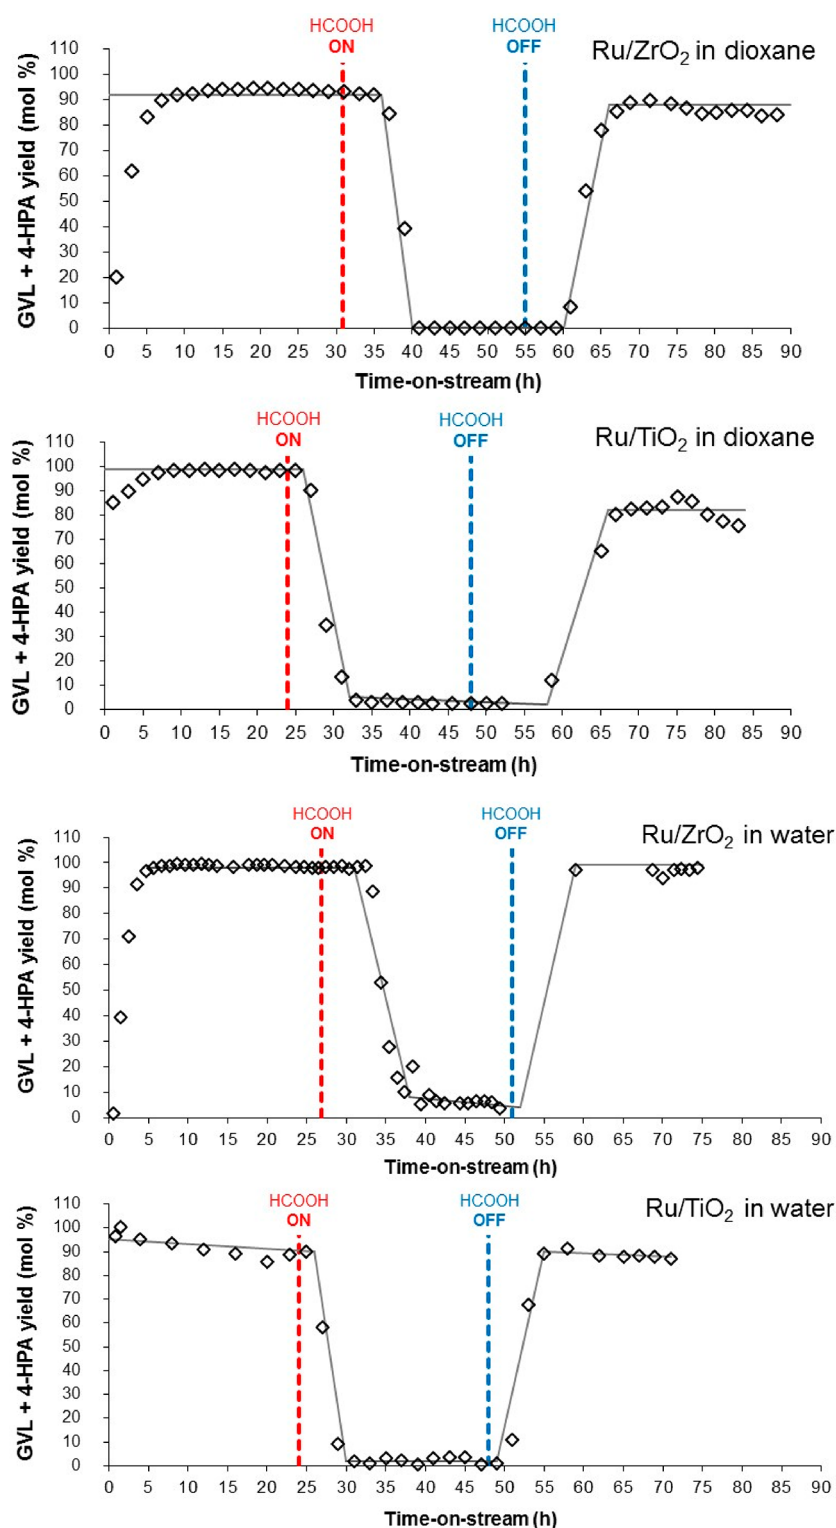 HCOOH
ON
HCOOH
OFF
Ru/ZrO₂ in dioxane
GVL + 4-HPA yield (mol %)
110
100
90
80
70
60
50
40
30
20
10
0
0 5 10 15 20 25 30 35 40 45 50 55 60 65 70 75 80 85 90
Time-on-stream (h)
HCOOH
ON
HCOOH
OFF
Ru/TiO₂ in dioxane
GVL + 4-HPA yield (mol %)
110
100
90
80
70
60
50
40
30
20
10
0
0 5 10 15 20 25 30 35 40 45 50 55 60 65 70 75 80 85 90
Time-on-stream (h)
HCOOH
ON
HCOOH
OFF
Ru/ZrO₂ in water
GVL + 4-HPA yield (mol %)
110
100
90
80
70
60
50
40
30
20
10
0
0 5 10 15 20 25 30 35 40 45 50 55 60 65 70 75 80 85 90
Time-on-stream (h)
HCOOH
ON
HCOOH
OFF
Ru/TiO₂ in water
GVL + 4-HPA yield (mol %)
110
100
90
80
70
60
50
40
30
20
10
0
0 5 10 15 20 25 30 35 40 45 50 55 60 65 70 75 80 85 90
Time-on-stream (h)